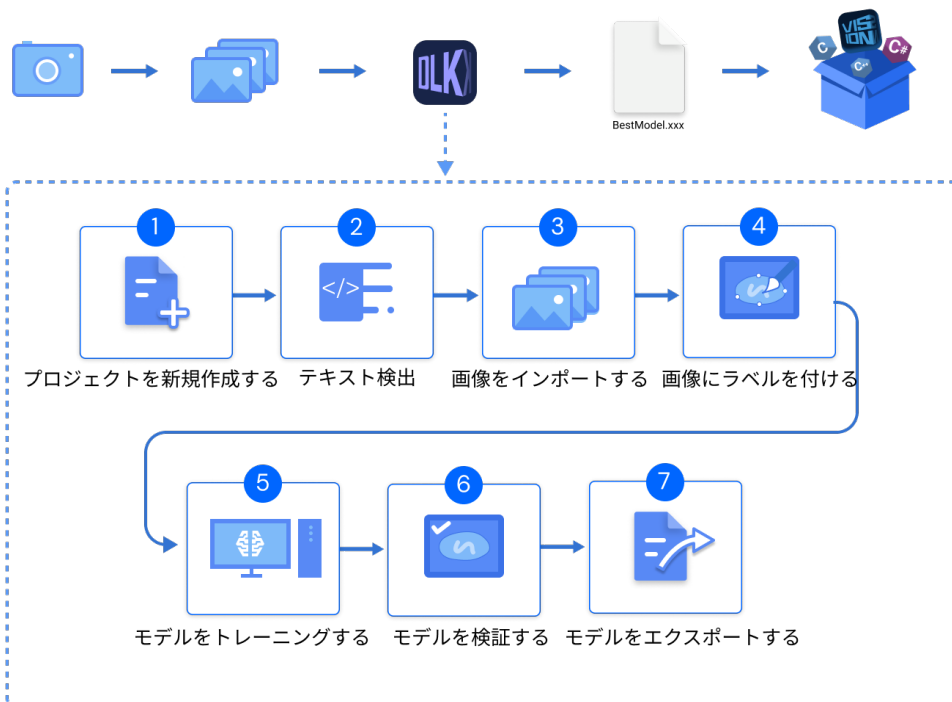 DLK
VISION
C
C#
C++
BestModel.xxx
1
2
3
4
</>
プロジェクトを新規作成する
テキスト検出
画像をインポートする
画像にラベルを付ける
5
6
7
モデルをトレーニングする
モデルを検証する
モデルをエクスポートする